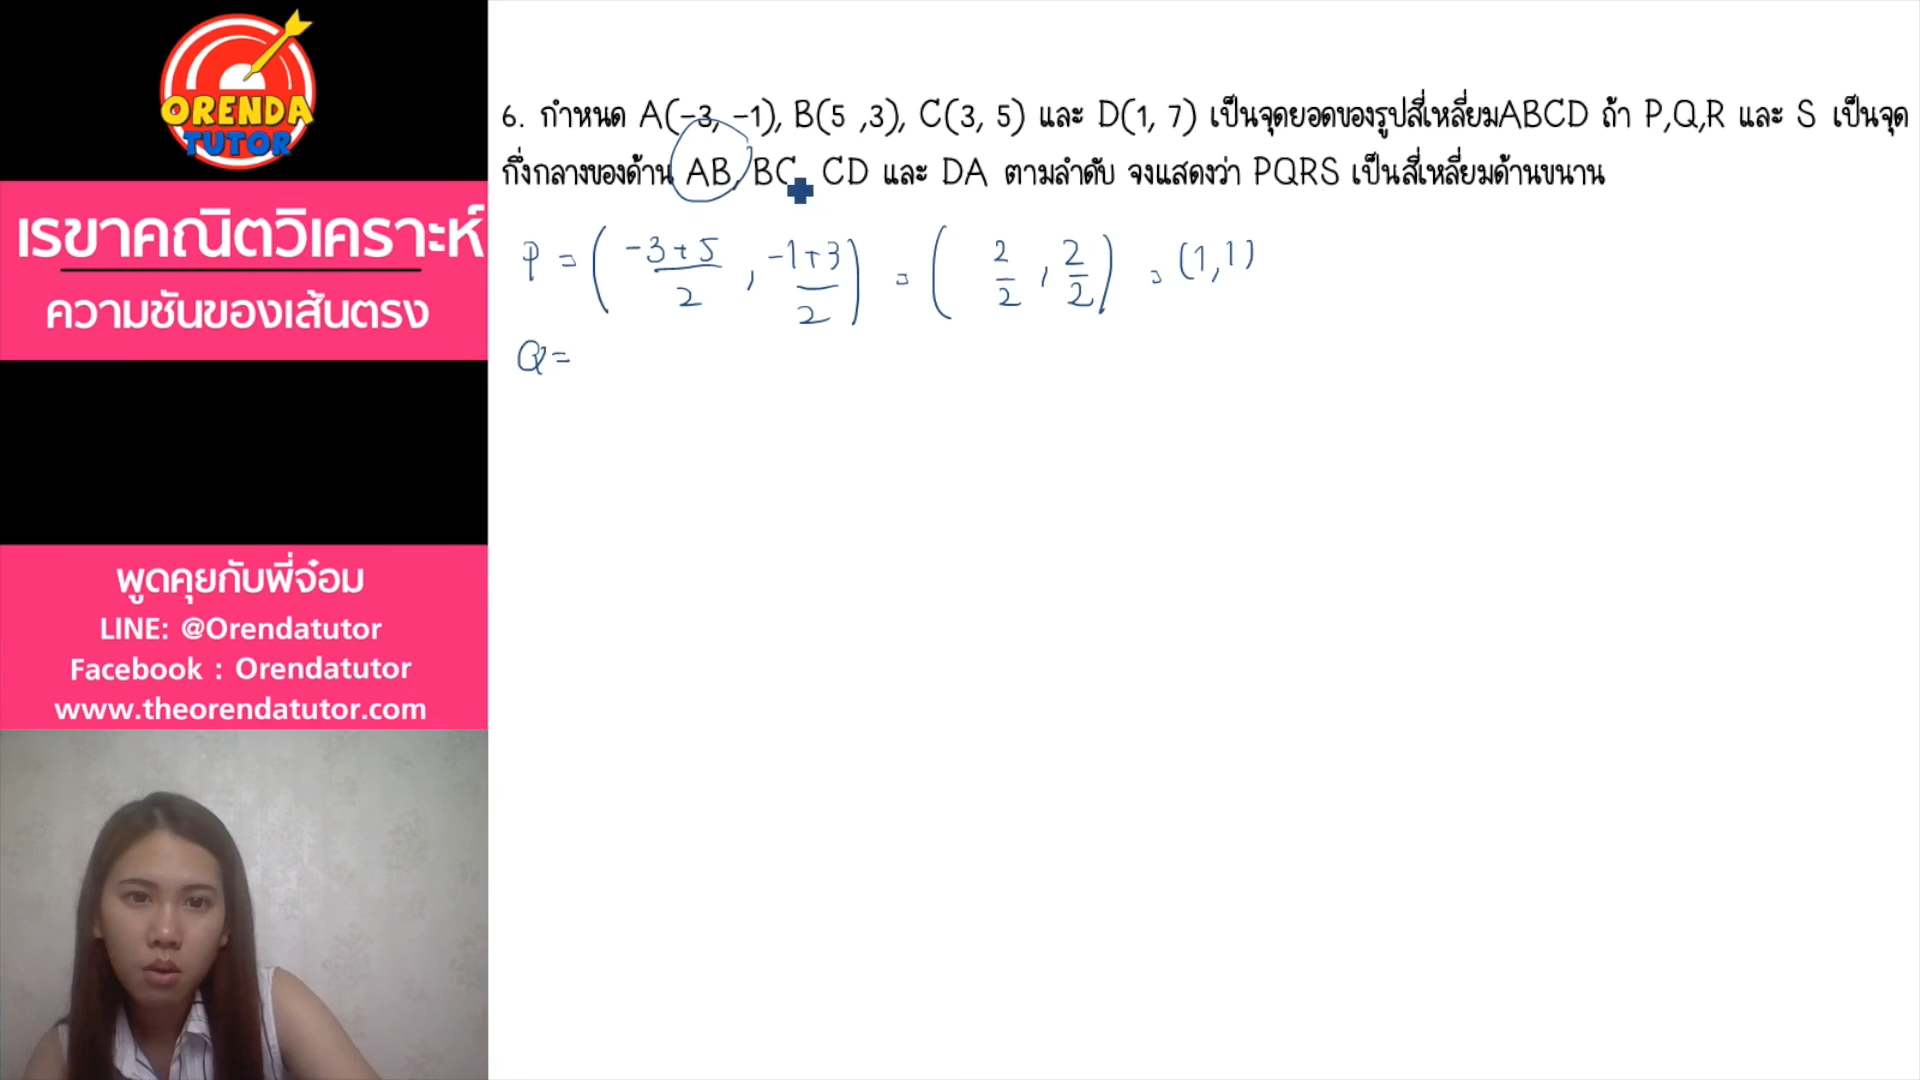 ORENDA
TUTOR
เรขาคณิตวิเคราะห์
ความชันของเส้นตรง
พูดคุยกับพี่จ๋อม
LINE: @Orendatutor
Facebook : Orendatutor
www.theorendatutor.com
6. กำหนด A(-3, -1), B(5 ,3), C(3, 5) และ D(1, 7) เป็นจุดยอดของรูปสี่เหลี่ยมABCD ถ้า P,Q,R และ S เป็นจุด
กึ่งกลางของด้าน AB, BC, CD และ DA ตามลำดับ จงแสดงว่า PQRS เป็นสี่เหลี่ยมด้านขนาน
P = ( (-3+5)/2 , (-1+3)/2 ) = ( 2/2 , 2/2 ) = (1,1)
Q =